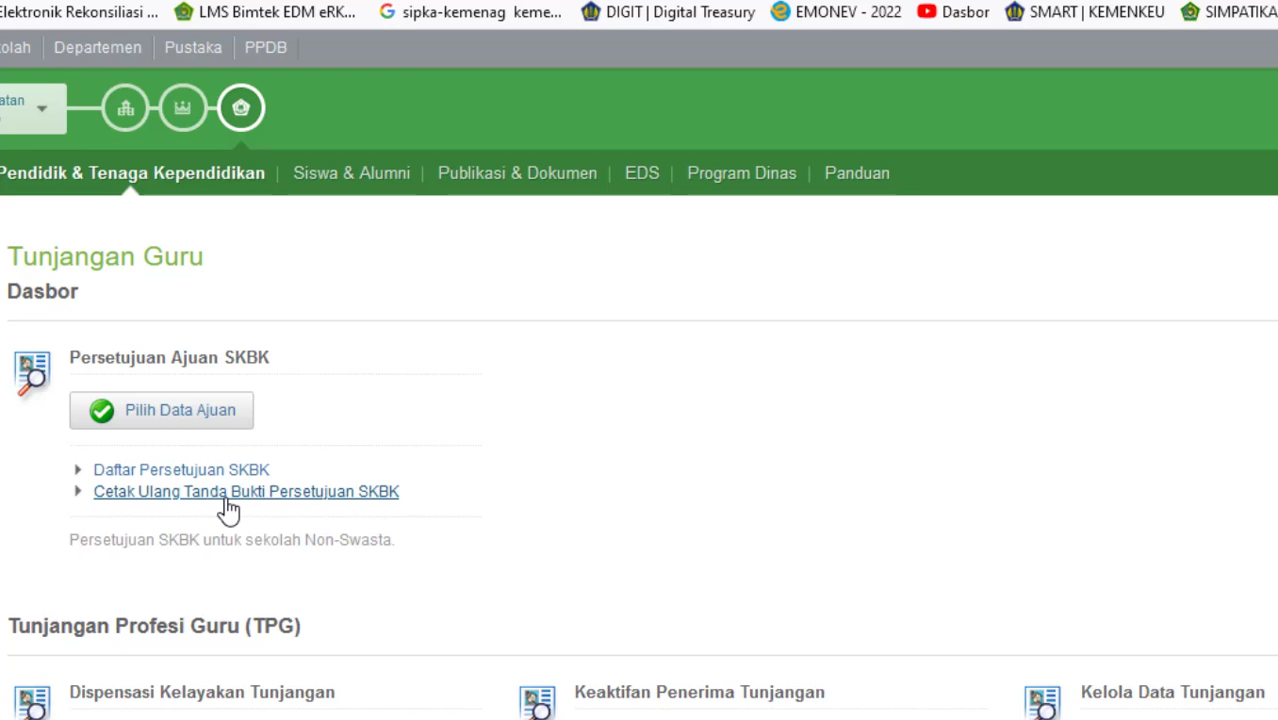 Elektronik Rekonsiliasi ... LMS Bimtek EDM eRK... sipka-kemenag keme... DIGIT | Digital Treasury EMONEV - 2022 Dasbor SMART | KEMENKEU SIMPATIKA
olah Departemen Pustaka PPDB
atan
Pendidik & Tenaga Kependidikan | Siswa & Alumni | Publikasi & Dokumen | EDS | Program Dinas | Panduan
Tunjangan Guru
Dasbor
Persetujuan Ajuan SKBK
Pilih Data Ajuan
Daftar Persetujuan SKBK
Cetak Ulang Tanda Bukti Persetujuan SKBK
Persetujuan SKBK untuk sekolah Non-Swasta.
Tunjangan Profesi Guru (TPG)
Dispensasi Kelayakan Tunjangan Keaktifan Penerima Tunjangan Kelola Data Tunjangan